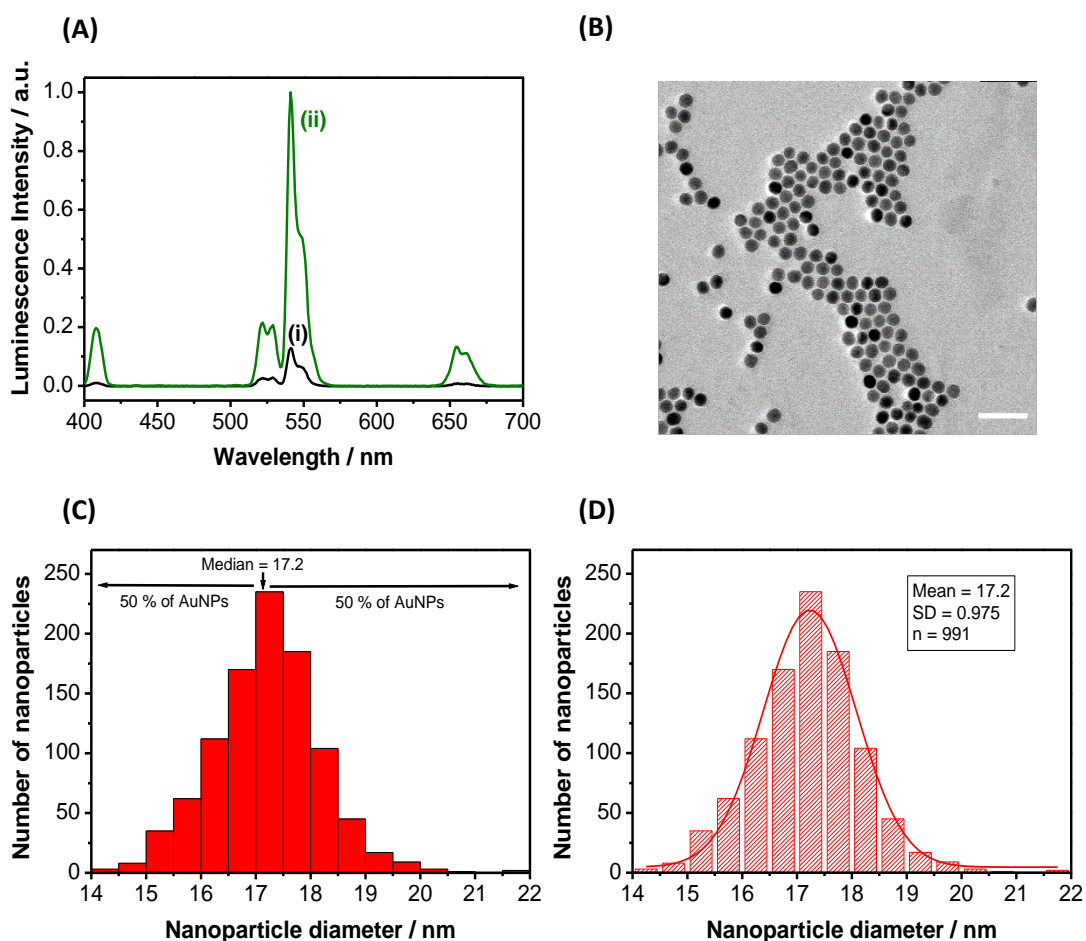 (A)
(B)
Luminescence Intensity / a.u.
1.0
0.8
0.6
0.4
0.2
0.0
(ii)
(i)
400 450 500 550 600 650 700
Wavelength / nm
(C)
(D)
Number of nanoparticles
250
200
150
100
50
0
Median = 17.2
50 % of AuNPs
50 % of AuNPs
14 15 16 17 18 19 20 21 22
Nanoparticle diameter / nm
Number of nanoparticles
250
200
150
100
50
0
Mean = 17.2
SD = 0.975
n = 991
14 15 16 17 18 19 20 21 22
Nanoparticle diameter / nm